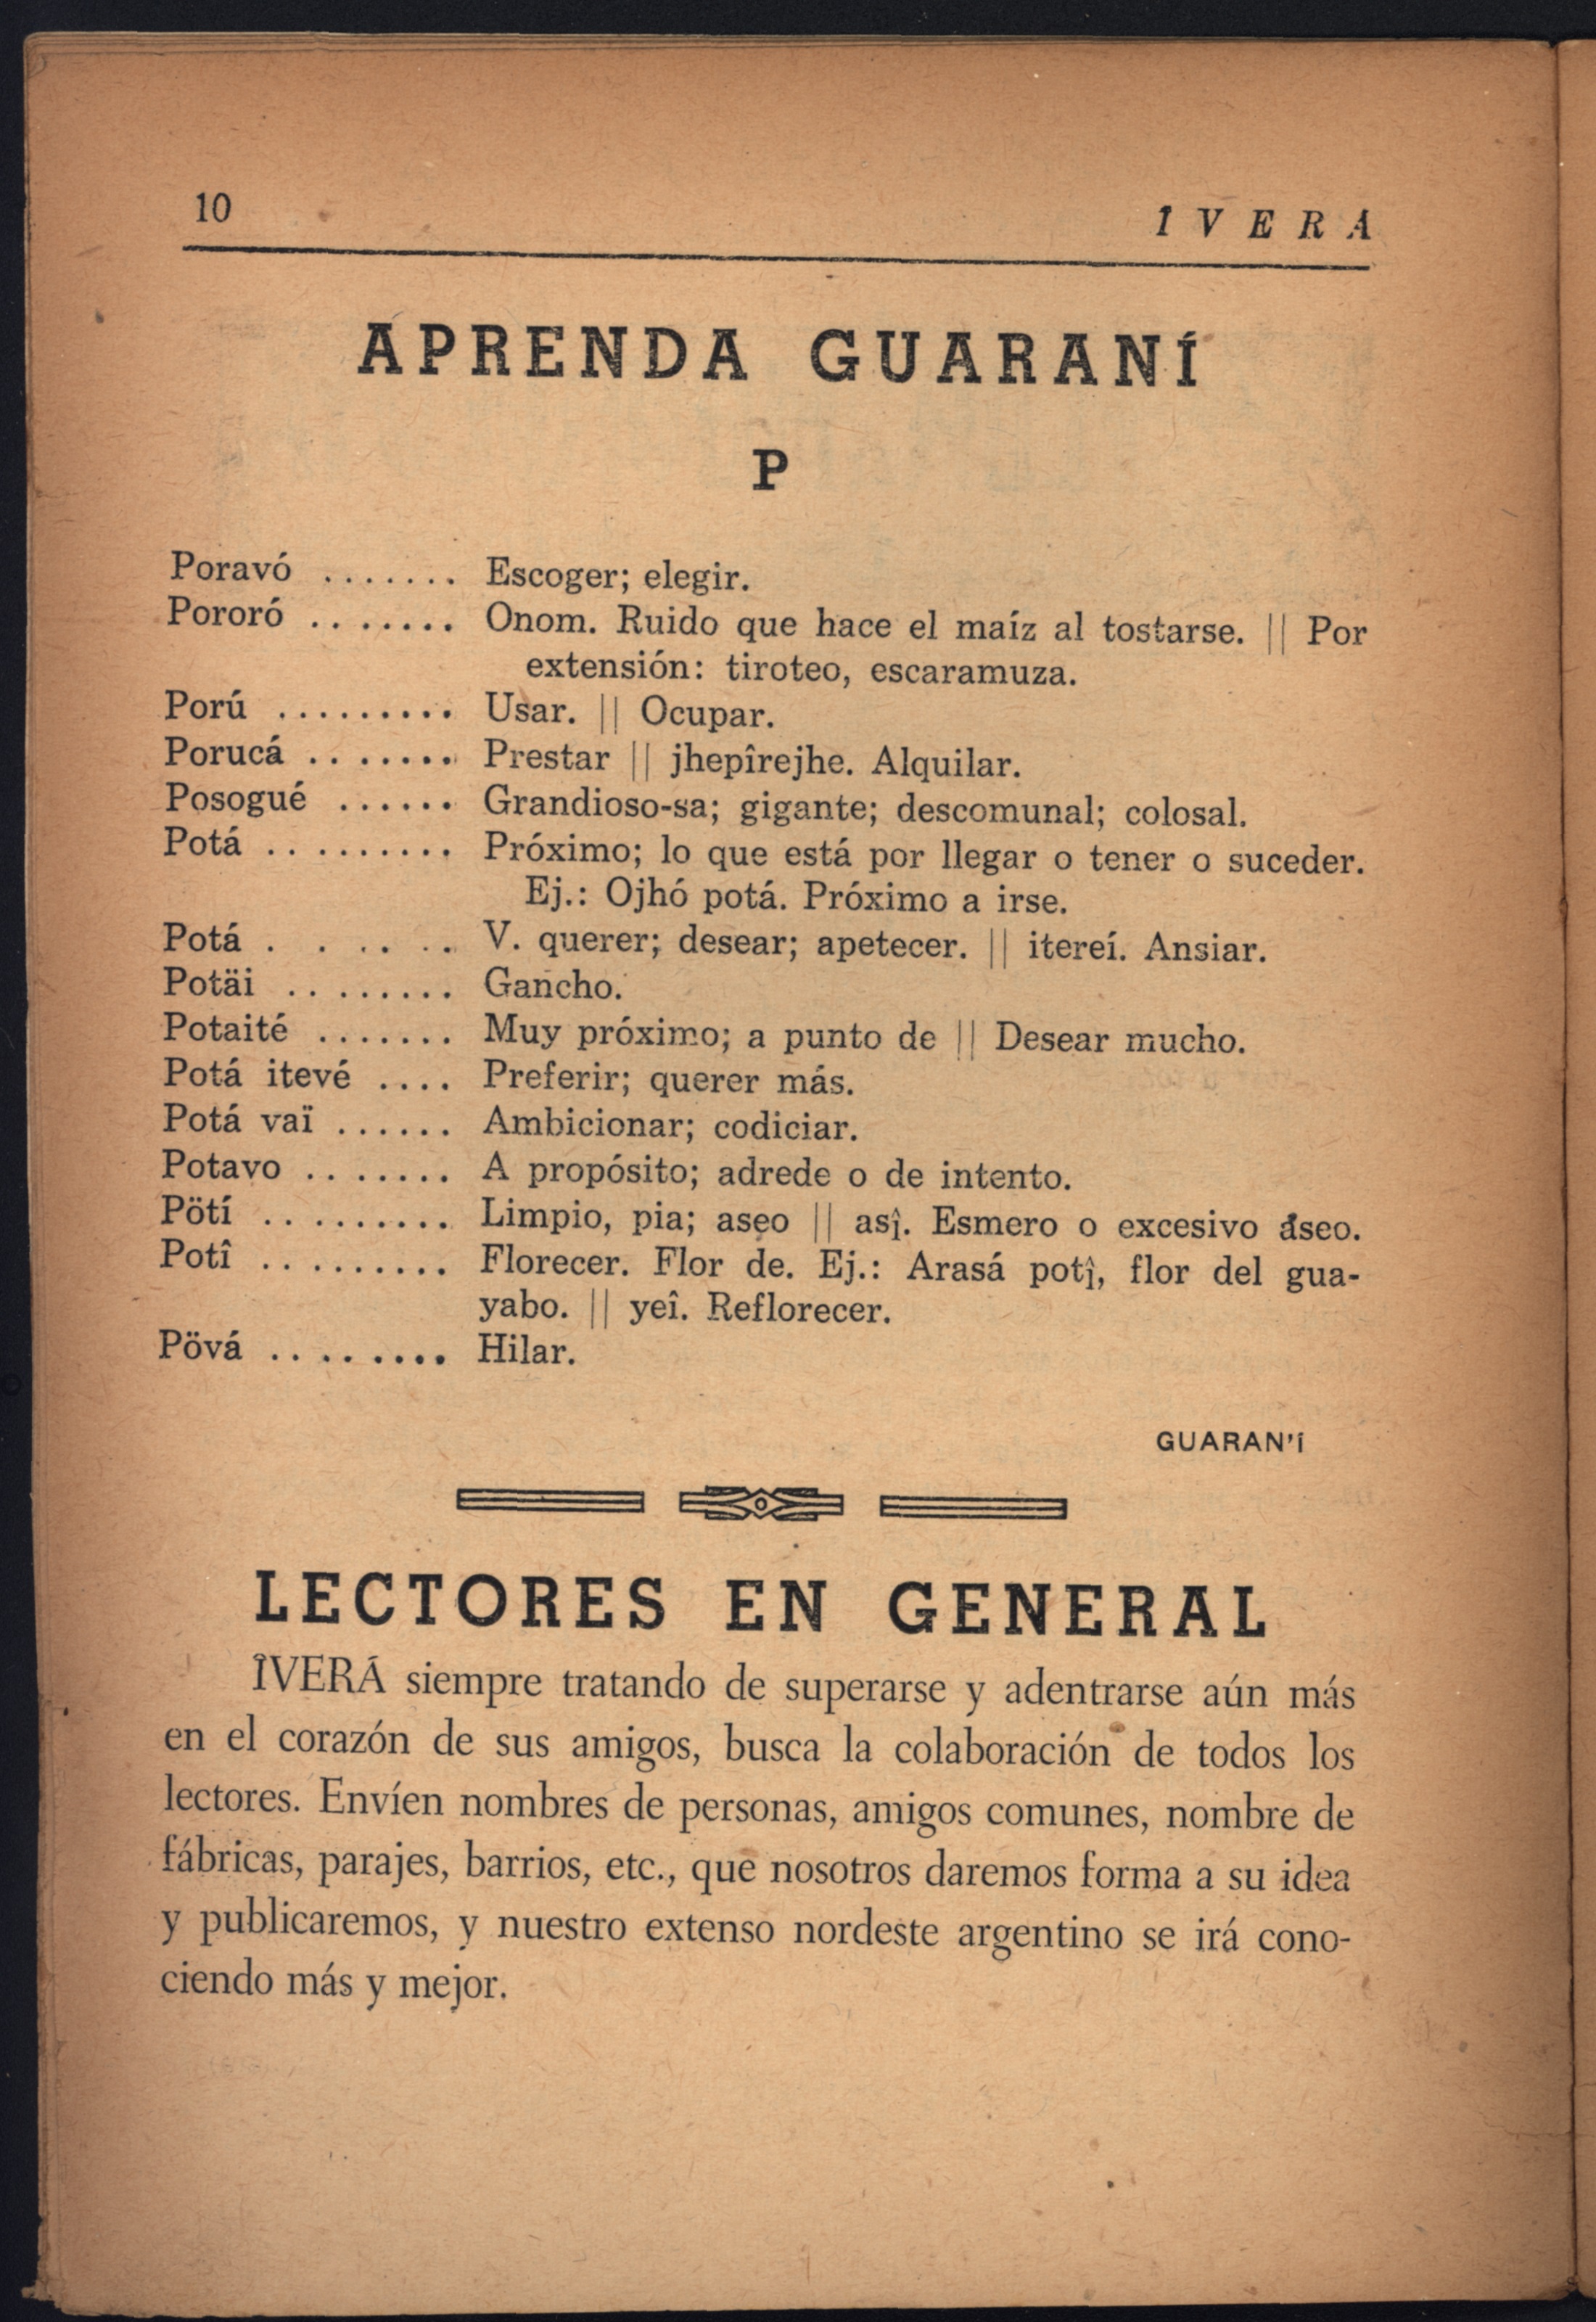 10
Î V E R A
APRENDA GUARANÍ
P
Poravó ....... Escoger; elegir.
Pororó ....... Onom. Ruido que hace el maíz al tostarse. || Por
extensión: tiroteo, escaramuza.
Porú ......... Usar. || Ocupar.
Porucá ....... Prestar || jhepîrejhe. Alquilar.
Posogué ...... Grandioso-sa; gigante; descomunal; colosal.
Potá ......... Próximo; lo que está por llegar o tener o suceder.
Ej.: Ojhó potá. Próximo a irse.
Potá . . . . . . V. querer; desear; apetecer. || itereí. Ansiar.
Potäi ........ Gancho.
Potaité ....... Muy próximo; a punto de || Desear mucho.
Potá itevé .... Preferir; querer más.
Potá vaï ...... Ambicionar; codiciar.
Potavo ....... A propósito; adrede o de intento.
Pötí ......... Limpio, pia; aseo || asĵ. Esmero o excesivo áseo.
Potî ......... Florecer. Flor de. Ej.: Arasá potĵ, flor del gua-
yabo. || yeî. Reflorecer.
Pövá ......... Hilar.
GUARAN'Í
LECTORES EN GENERAL
ÎVERÁ siempre tratando de superarse y adentrarse aún más
en el corazón de sus amigos, busca la colaboración de todos los
lectores. Envíen nombres de personas, amigos comunes, nombre de
fábricas, parajes, barrios, etc., que nosotros daremos forma a su idea
y publicaremos, y nuestro extenso nordeste argentino se irá cono-
ciendo más y mejor.